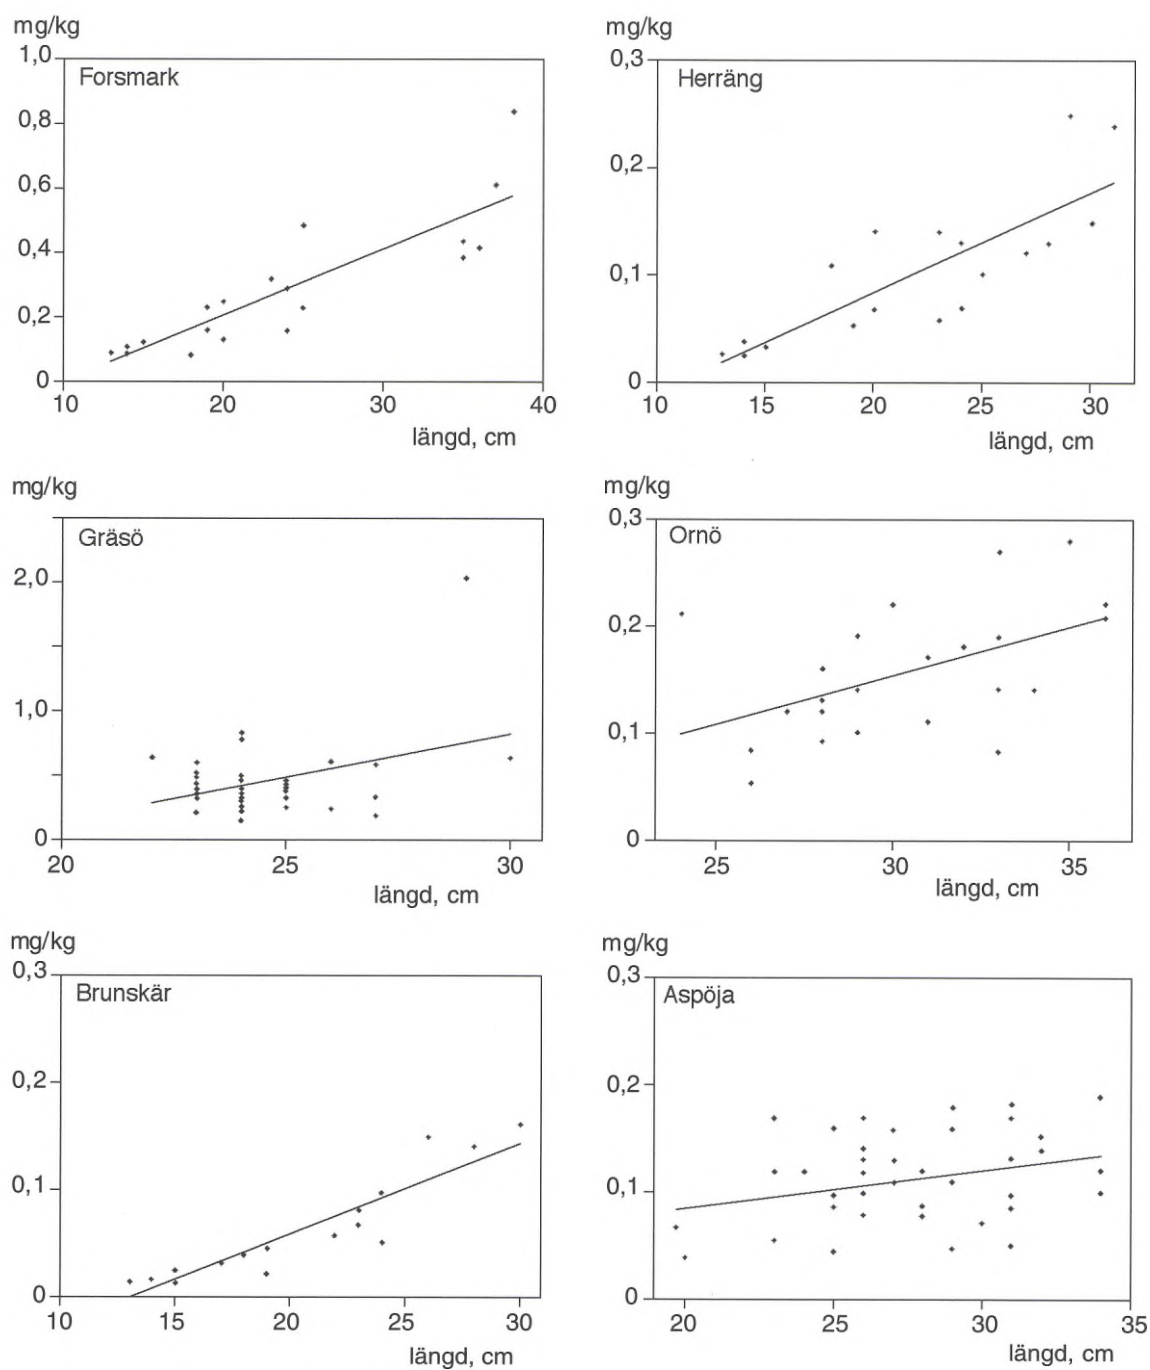 mg/kg
1,0
Forsmark
0,8
0,6
0,4
0,2
0
10 20 30 40
längd, cm
mg/kg
0,3
Herräng
0,2
0,1
0
10 15 20 25 30
längd, cm
mg/kg
Gräsö
2,0
1,0
0
20 25 30
längd, cm
mg/kg
0,3
Ornö
0,2
0,1
0
25 30 35
längd, cm
mg/kg
0,3
Brunskär
0,2
0,1
0
10 15 20 25 30
längd, cm
mg/kg
0,3
Aspöja
0,2
0,1
0
20 25 30 35
längd, cm